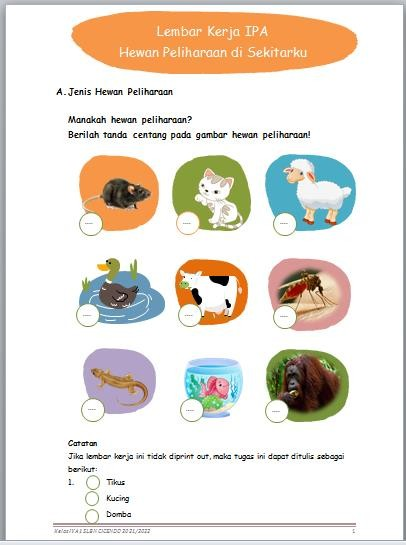 Lembar Kerja IPA
Hewan Peliharaan di Sekitarku
A. Jenis Hewan Peliharaan
Manakah hewan peliharaan?
Berilah tanda centang pada gambar hewan peliharaan!
.....
.....
.....
.....
.....
.....
.....
.....
.....
Catatan
Jika lembar kerja ini tidak diprint out, maka tugas ini dapat ditulis sebagai
berikut:
1. Tikus
Kucing
Domba
Kelas IVA1 SLBN CICENDO 2021/2022 1